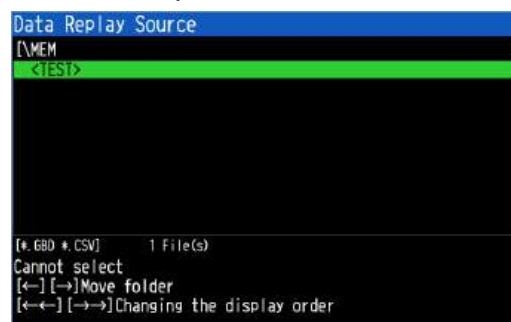 Data Replay Source
[\MEM
<TEST>
[*.GBD *.CSV] 1 File(s)
Cannot select
[←][→]Move folder
[←←][→→]Changing the display order